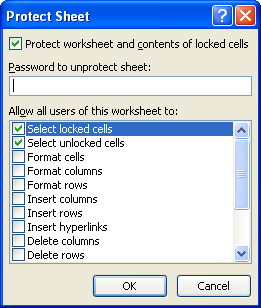 Protect Sheet
Protect worksheet and contents of locked cells
Password to unprotect sheet:
Allow all users of this worksheet to:
Select locked cells
Select unlocked cells
Format cells
Format columns
Format rows
Insert columns
Insert rows
Insert hyperlinks
Delete columns
Delete rows
OK Cancel